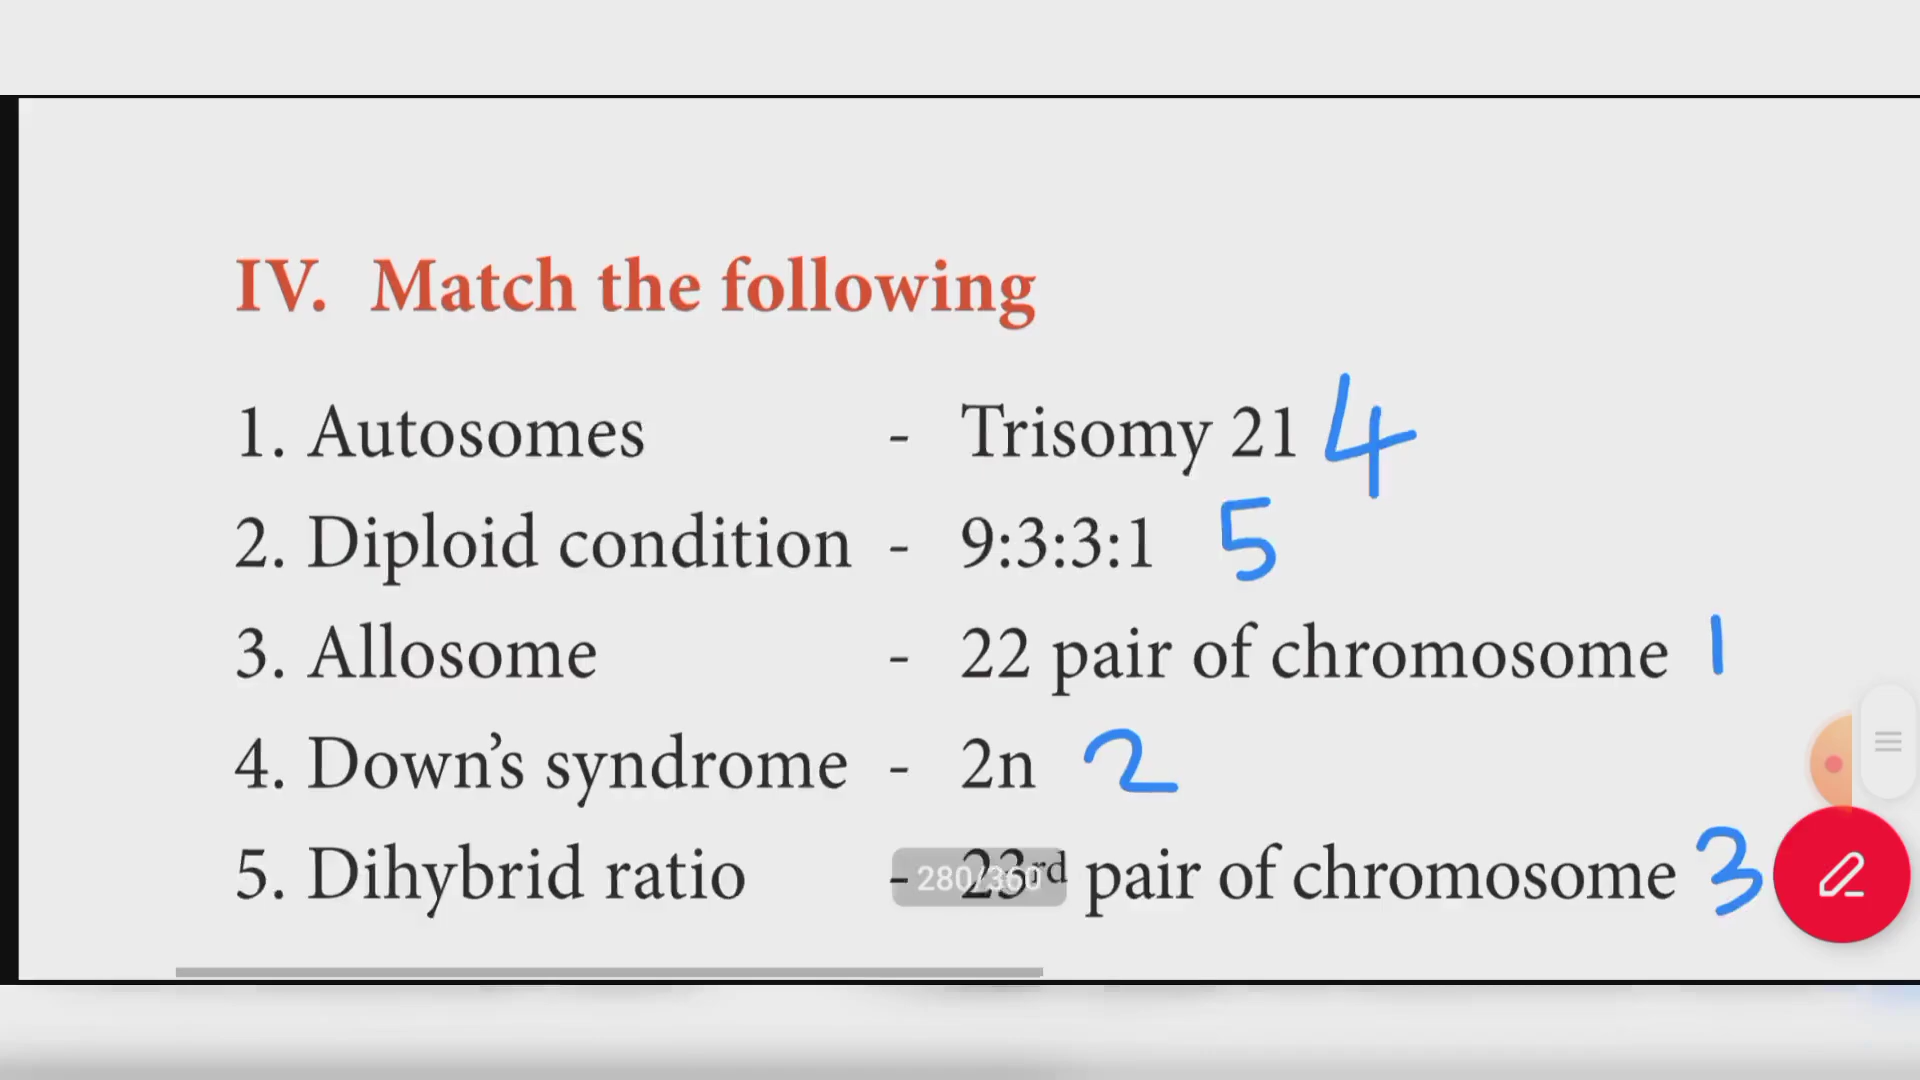 IV. Match the following
1. Autosomes - Trisomy 21 4
2. Diploid condition - 9:3:3:1 5
3. Allosome - 22 pair of chromosome 1
4. Down's syndrome - 2n 2
5. Dihybrid ratio - 23rd pair of chromosome 3
280/360